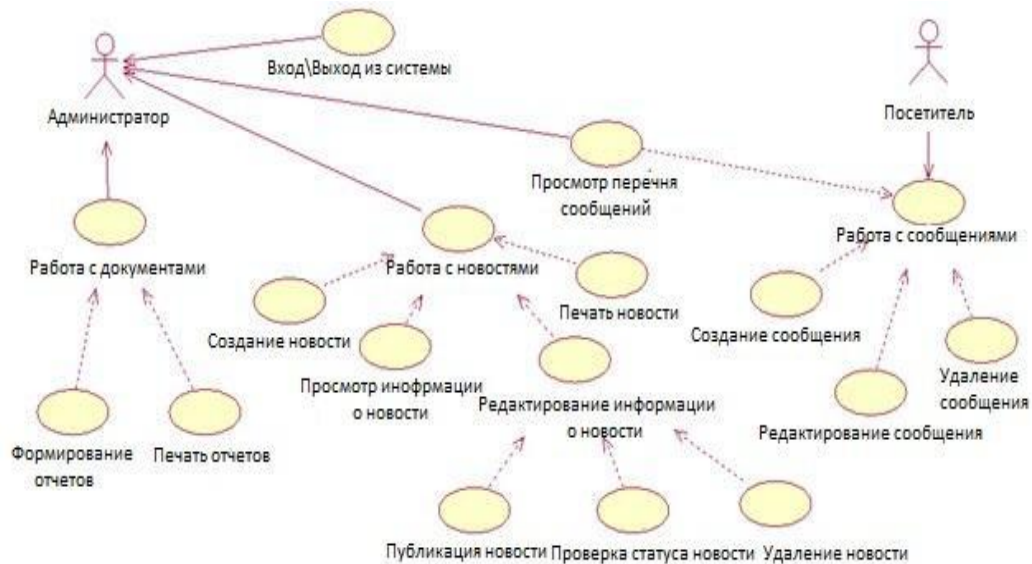 Вход\Выход из системы
Администратор
Посетитель
Просмотр перечня
сообщений
Работа с сообщениями
Работа с документами
Работа с новостями
Печать новости
Создание новости
Создание сообщения
Просмотр инофрмации
о новости
Редактирование информации
о новости
Удаление
сообщения
Редактирование сообщения
Формирование
отчетов
Печать отчетов
Публикация новости
Проверка статуса новости
Удаление новости